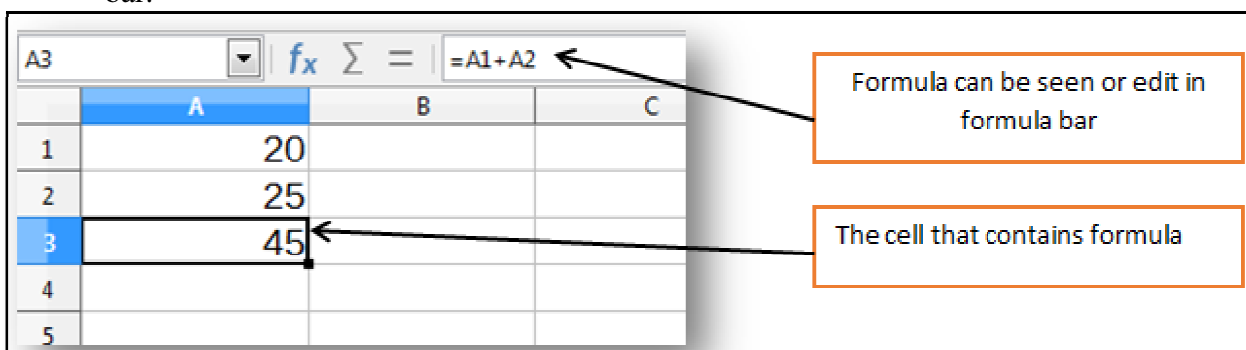 bar.
A3 fx Σ = =A1+A2
A B C
1 20
2 25
3 45
4
5
Formula can be seen or edit in
formula bar
The cell that contains formula